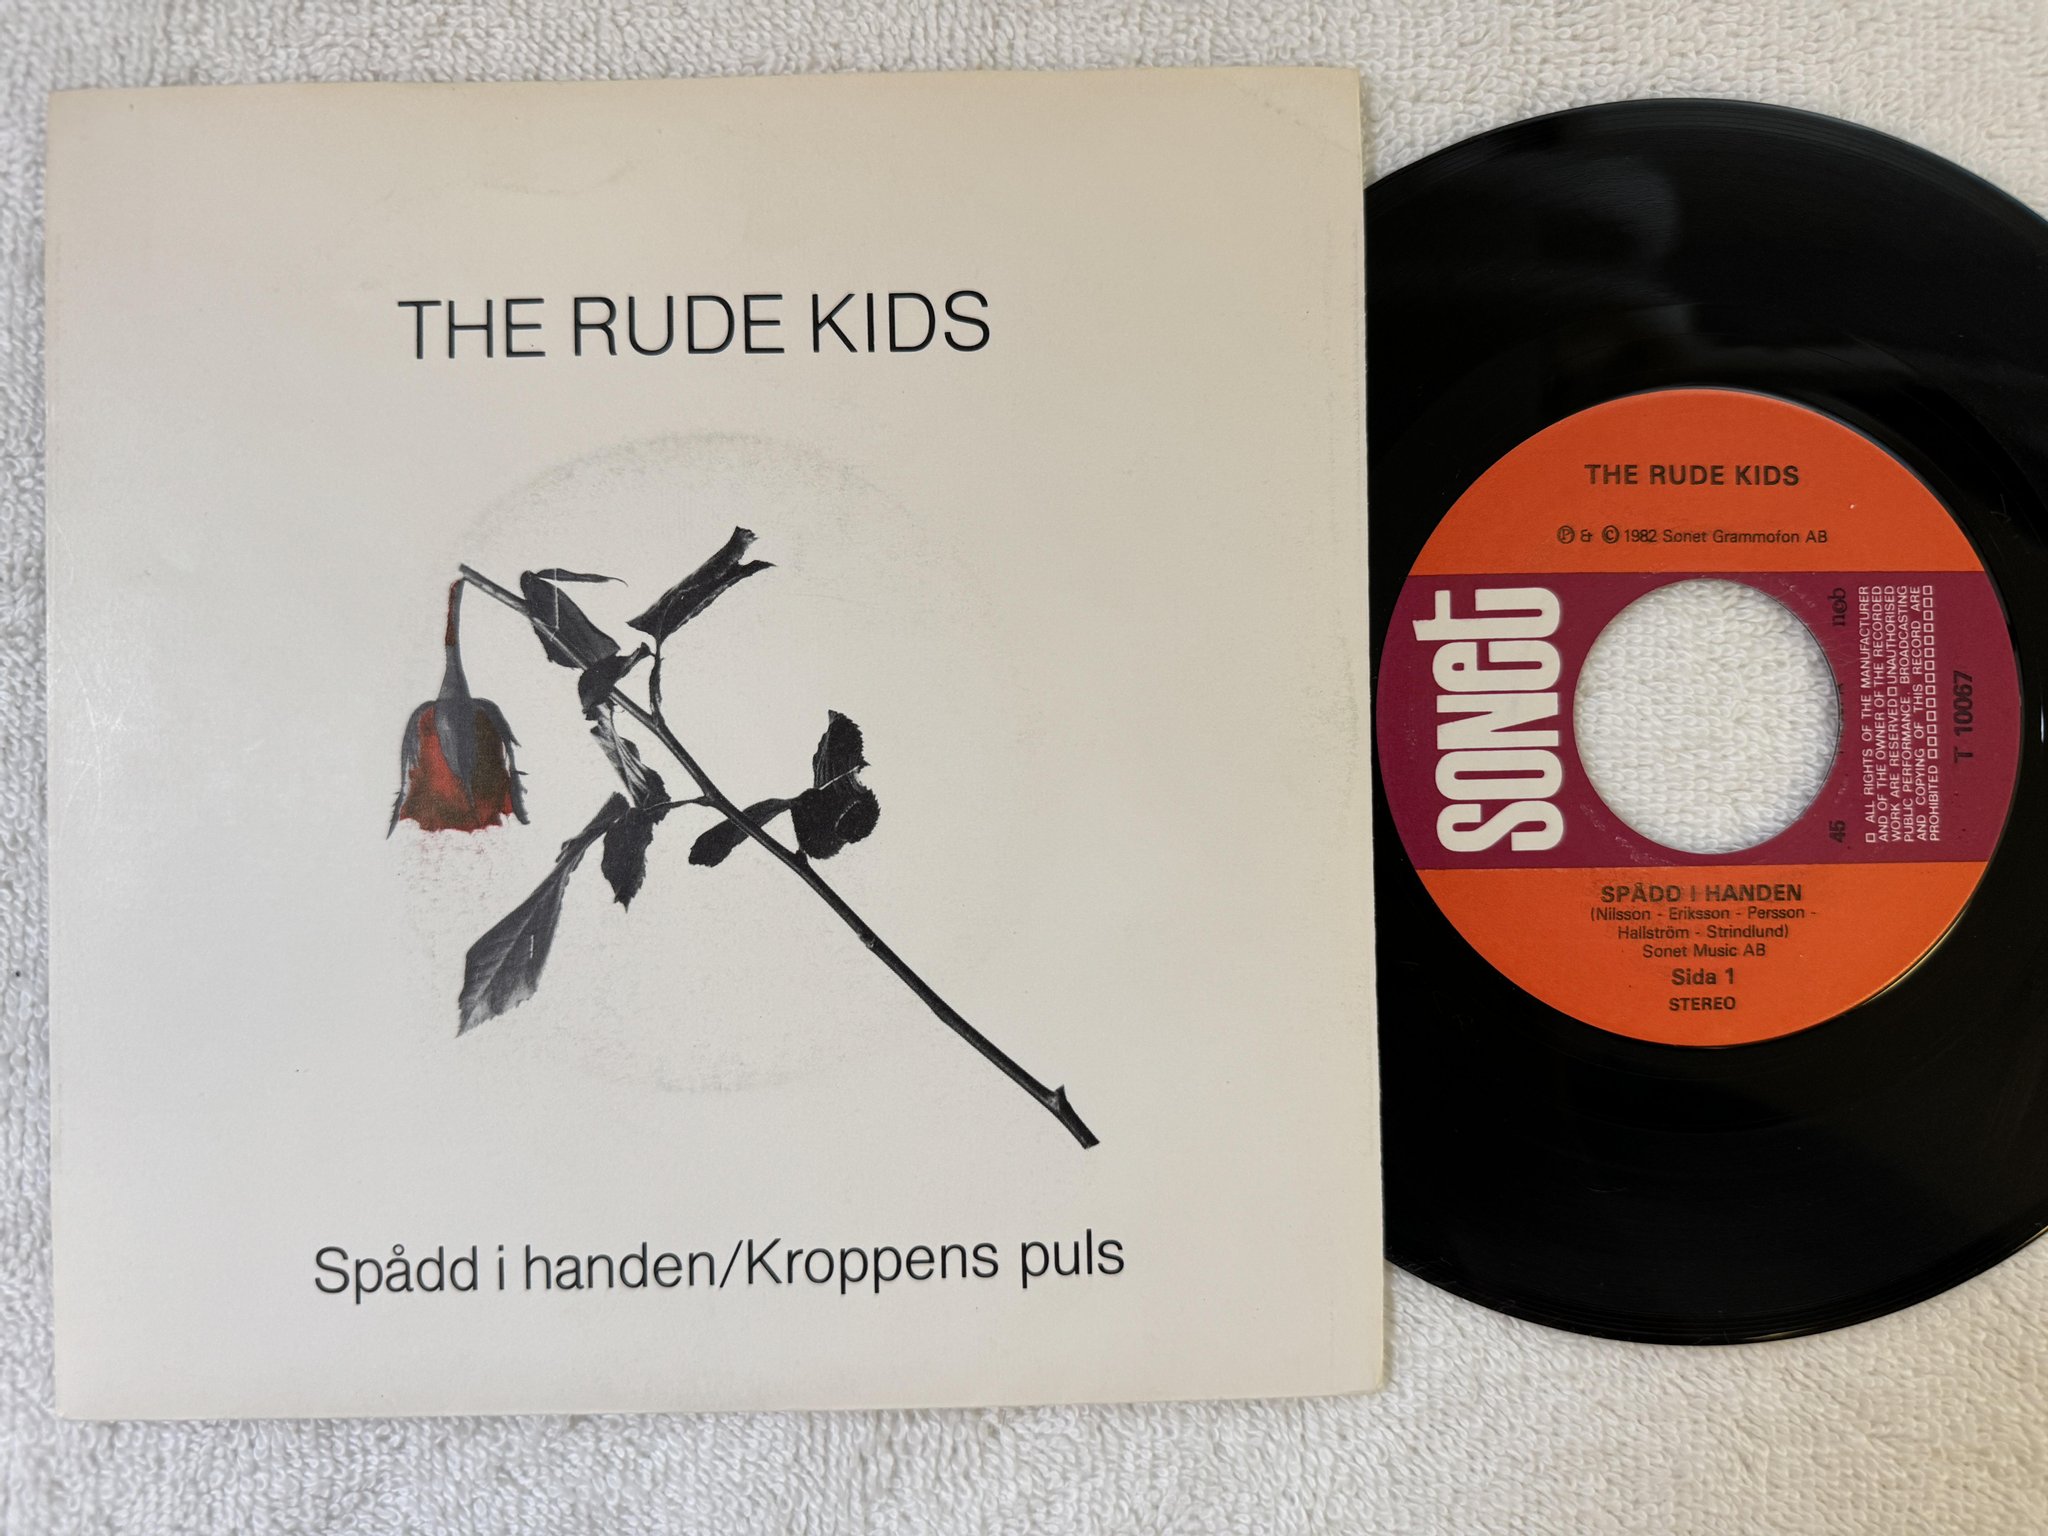 THE RUDE KIDS
Spådd i handen/Kroppens puls
THE RUDE KIDS
℗ & © 1982 Sonet Grammofon AB
sonet
45
ncb
□ ALL RIGHTS OF THE MANUFACTURER
AND OF THE OWNER OF THE RECORDED
WORK ARE RESERVED □ UNAUTHORISED
PUBLIC PERFORMANCE. BROADCASTING
AND COPYING OF THIS RECORD ARE
PROHIBITED □□□□□□□□□□□□
T 10067
SPÅDD I HANDEN
(Nilsson - Eriksson - Persson -
Hallström - Strindlund)
Sonet Music AB
Sida 1
STEREO